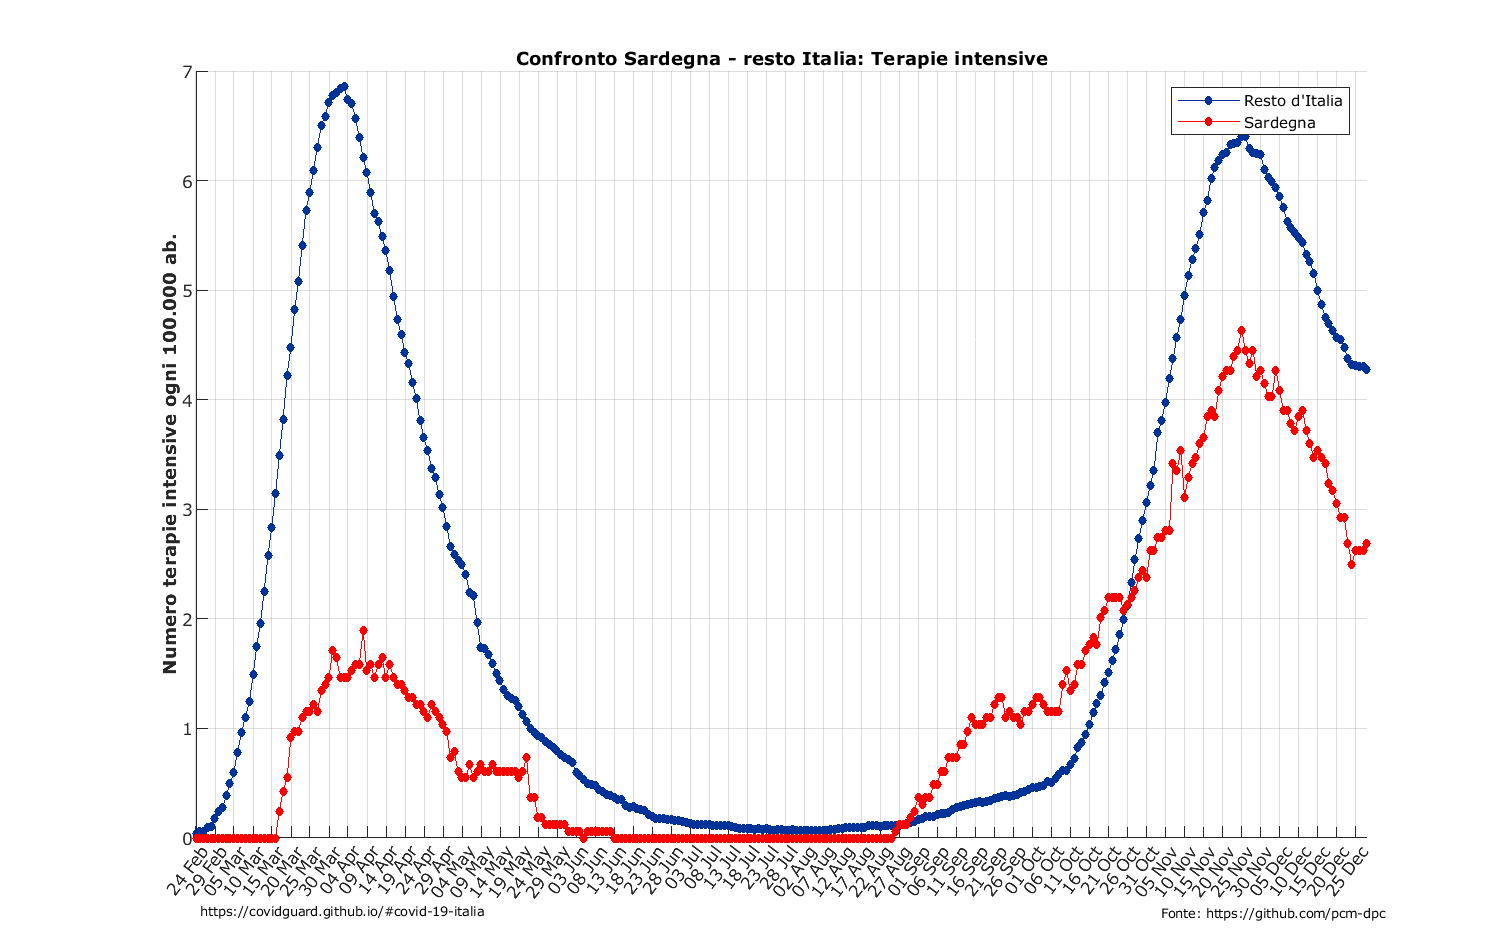 Confronto Sardegna - resto Italia: Terapie intensive
Resto d'Italia
Sardegna
Numero terapie intensive ogni 100.000 ab.
7
6
5
4
3
2
1
0
24 Feb
29 Feb
05 Mar
10 Mar
15 Mar
20 Mar
25 Mar
30 Mar
04 Apr
09 Apr
14 Apr
19 Apr
24 Apr
29 Apr
04 May
09 May
14 May
19 May
24 May
29 May
03 Jun
08 Jun
13 Jun
18 Jun
23 Jun
28 Jun
03 Jul
08 Jul
13 Jul
18 Jul
23 Jul
28 Jul
02 Aug
07 Aug
12 Aug
17 Aug
22 Aug
27 Aug
01 Sep
06 Sep
11 Sep
16 Sep
21 Sep
26 Sep
01 Oct
06 Oct
11 Oct
16 Oct
21 Oct
26 Oct
31 Oct
05 Nov
10 Nov
15 Nov
20 Nov
25 Nov
30 Nov
05 Dec
10 Dec
15 Dec
20 Dec
25 Dec
https://covidguard.github.io/#covid-19-italia
Fonte: https://github.com/pcm-dpc